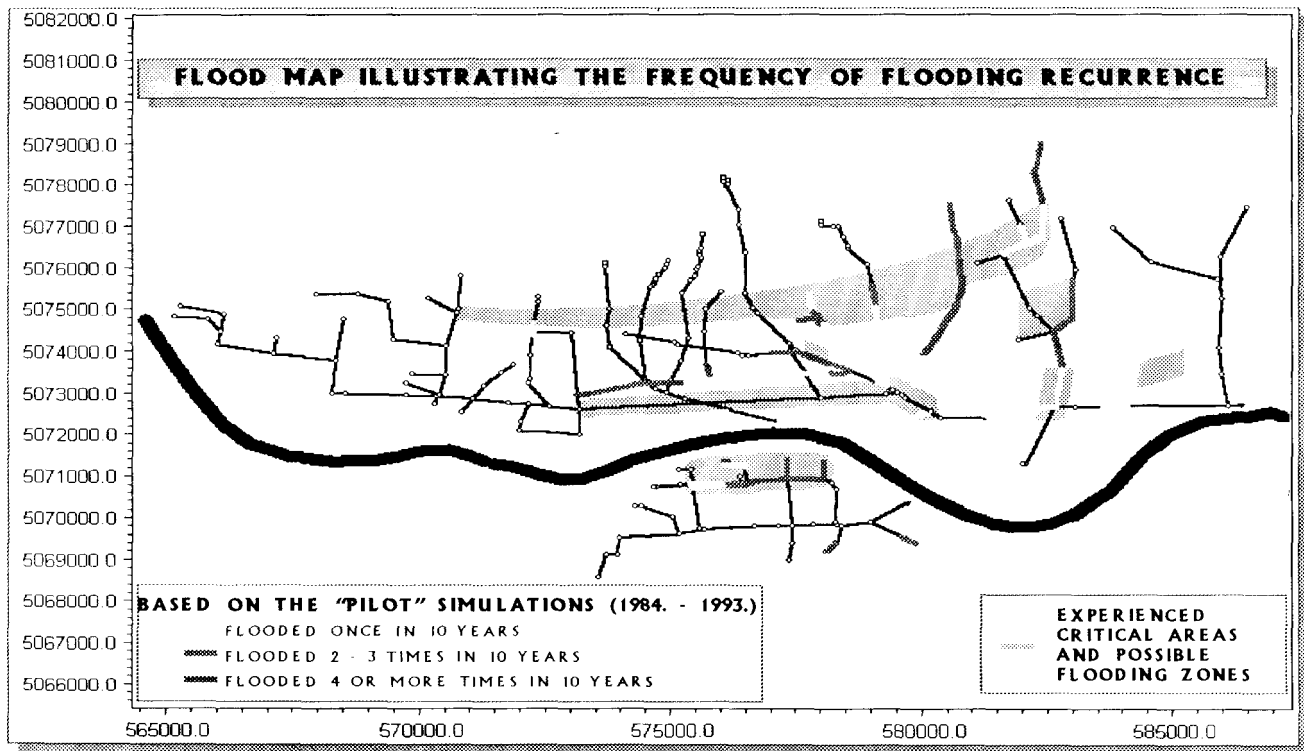 5082000.0
5081000.0
5080000.0
5079000.0
5078000.0
5077000.0
5076000.0
5075000.0
5074000.0
5073000.0
5072000.0
5071000.0
5070000.0
5069000.0
5068000.0
5067000.0
5066000.0
FLOOD MAP ILLUSTRATING THE FREQUENCY OF FLOODING RECURRENCE
BASED ON THE "PILOT" SIMULATIONS (1984. - 1993.)
FLOODED ONCE IN 10 YEARS
FLOODED 2 - 3 TIMES IN 10 YEARS
FLOODED 4 OR MORE TIMES IN 10 YEARS
EXPERIENCED
CRITICAL AREAS
AND POSSIBLE
FLOODING ZONES
565000.0 570000.0 575000.0 580000.0 585000.0